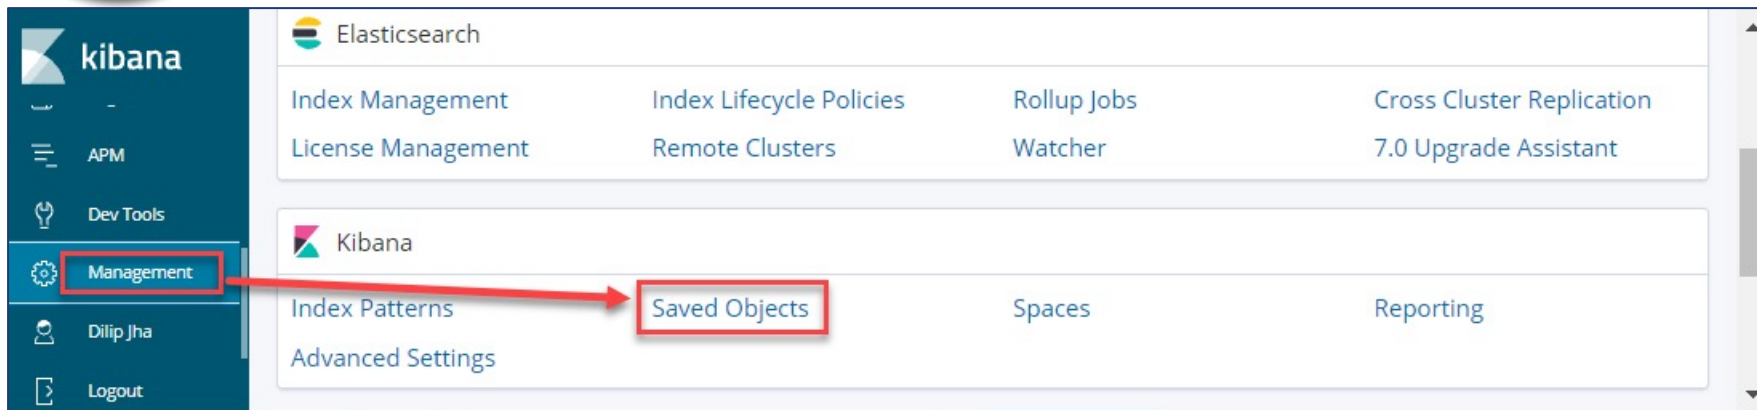 kibana
APM
Dev Tools
Management
Dilip Jha
Logout
Elasticsearch
Index Management Index Lifecycle Policies Rollup Jobs Cross Cluster Replication
License Management Remote Clusters Watcher 7.0 Upgrade Assistant
Kibana
Index Patterns Saved Objects Spaces Reporting
Advanced Settings